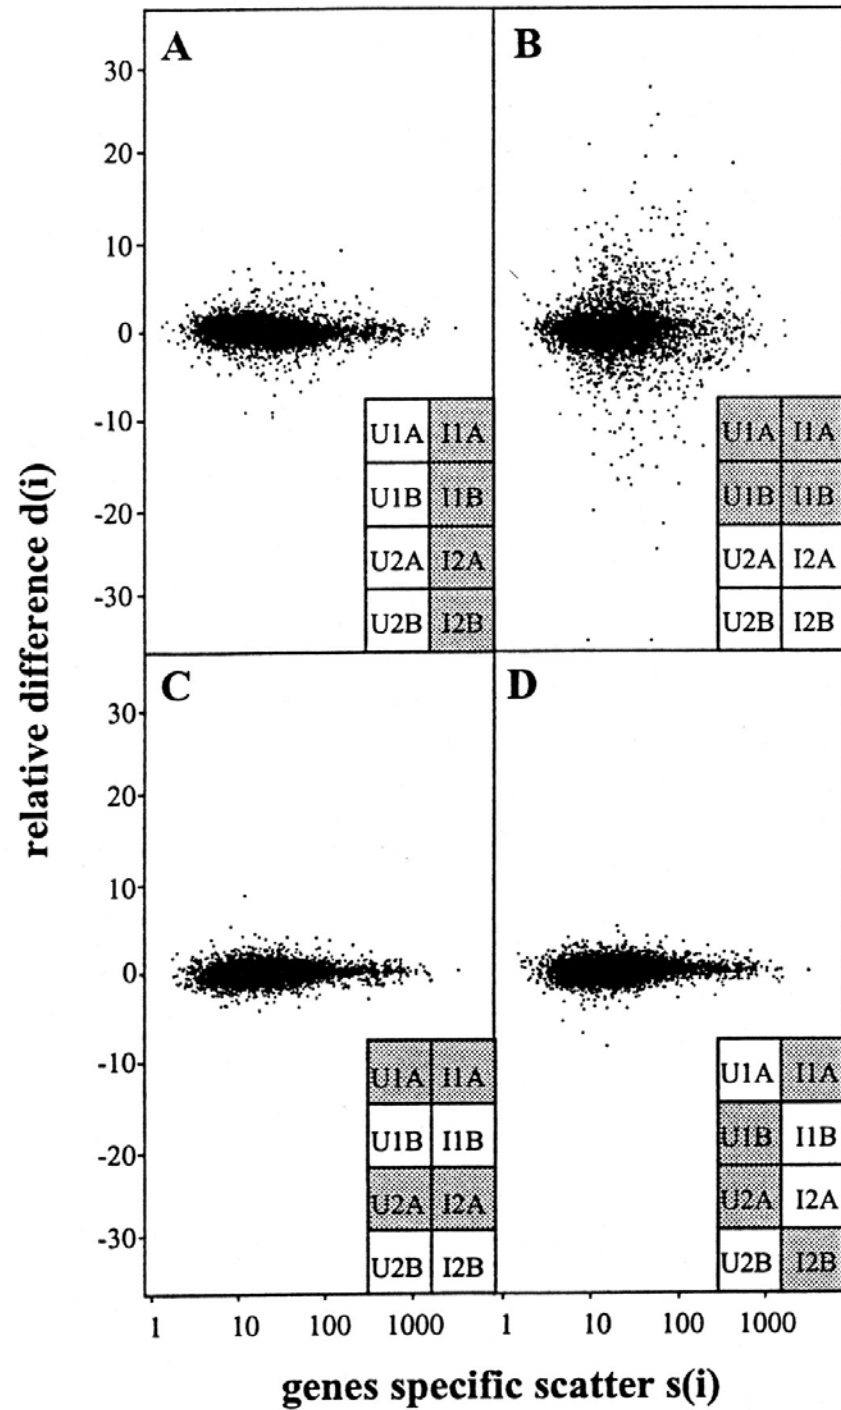 A
B
30
20
10
0
-10
-20
-30
U1A I1A
U1B I1B
U2A I2A
U2B I2B
U1A I1A
U1B I1B
U2A I2A
U2B I2B
relative difference d(i)
C
D
30
20
10
0
-10
-20
-30
U1A I1A
U1B I1B
U2A I2A
U2B I2B
U1A I1A
U1B I1B
U2A I2A
U2B I2B
1 10 100 1000 1 10 100 1000
genes specific scatter s(i)